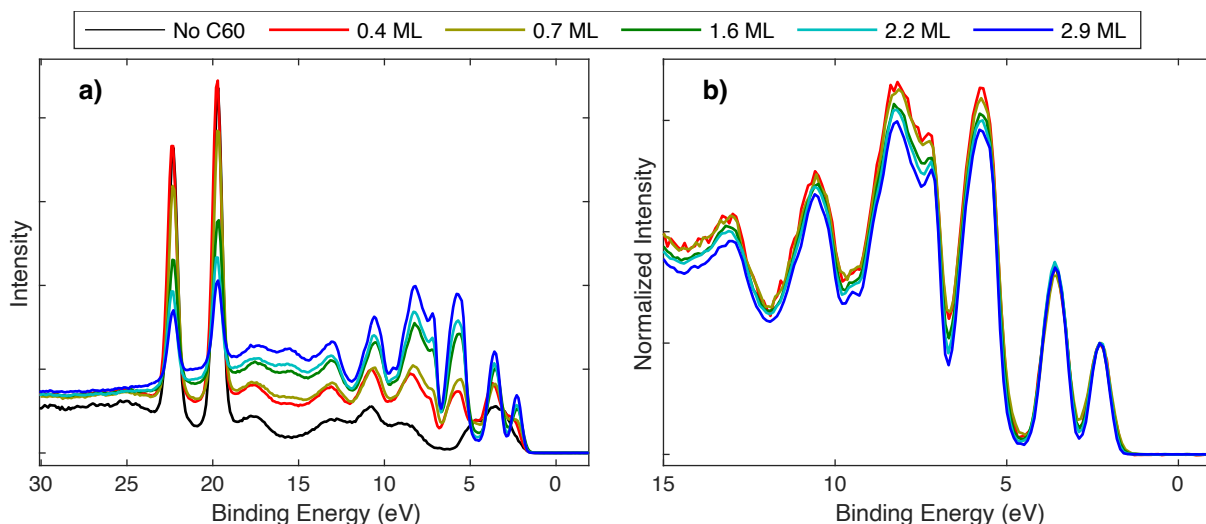 No C60 0.4 ML 0.7 ML 1.6 ML 2.2 ML 2.9 ML
a)
Intensity
30 25 20 15 10 5 0
Binding Energy (eV)
b)
Normalized Intensity
15 10 5 0
Binding Energy (eV)